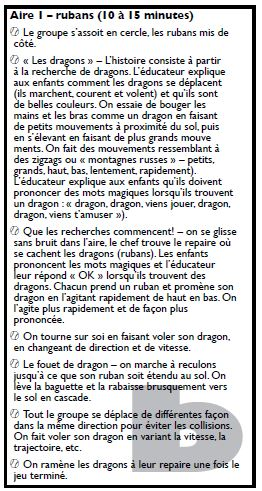 Aire 1 – rubans (10 à 15 minutes)
Le groupe s'assoit en cercle, les rubans mis de
côté.
« Les dragons » – L'histoire consiste à partir
à la recherche de dragons. L'éducateur explique
aux enfants comment les dragons se déplacent
(ils marchent, courent et volent) et qu'ils sont
de belles couleurs. On essaie de bouger les
mains et les bras comme un dragon en faisant
de petits mouvements à proximité du sol, puis
en s'élevant en faisant de plus grands mouve
ments. On fait des mouvements ressemblant à
des zigzags ou « montagnes russes » – petits,
grands, haut, bas, lentement, rapidement).
L'éducateur explique aux enfants qu'ils doivent
prononcer des mots magiques lorsqu'ils trouvent
un dragon : « dragon, dragon, viens jouer, dragon,
dragon, viens t'amuser »).
Que les recherches commencent! – on se glisse
sans bruit dans l'aire, le chef trouve le repaire où
se cachent les dragons (rubans). Les enfants
prononcent les mots magiques et l'éducateur
leur répond « OK » lorsqu'ils trouvent des
dragons. Chacun prend un ruban et promène son
dragon en l'agitant rapidement de haut en bas. On
l'agite plus rapidement et de façon plus
prononcée.
On tourne sur soi en faisant voler son dragon,
en changeant de direction et de vitesse.
Le fouet de dragon – on marche à reculons
jusqu'à ce que son ruban soit étendu au sol. On
lève la baguette et la rabaisse brusquement vers
le sol en cascade.
Tout le groupe se déplace de différentes façon
dans la même direction pour éviter les collisions.
On fait voler son dragon en variant la vitesse, la
trajectoire, etc.
On ramène les dragons à leur repaire une fois le
jeu terminé.
b